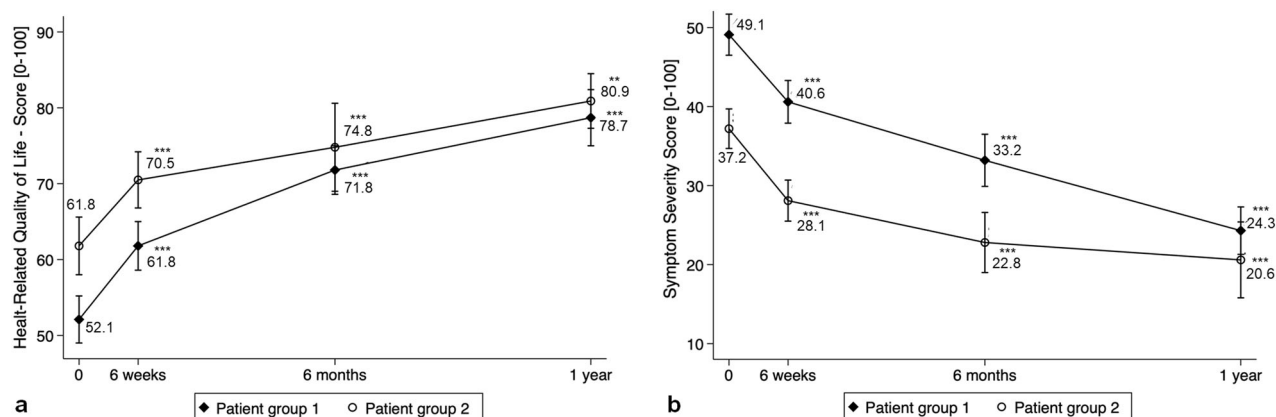 Healt-Related Quality of Life - Score [0-100]
90
80
70
60
50
61.8
***
70.5
***
74.8
**
80.9
52.1
***
61.8
***
71.8
***
78.7
0
6 weeks
6 months
1 year
a
Patient group 1
Patient group 2
Symptom Severity Score [0-100]
50
40
30
20
10
49.1
***
40.6
***
33.2
***
24.3
37.2
***
28.1
***
22.8
***
20.6
0
6 weeks
6 months
1 year
b
Patient group 1
Patient group 2